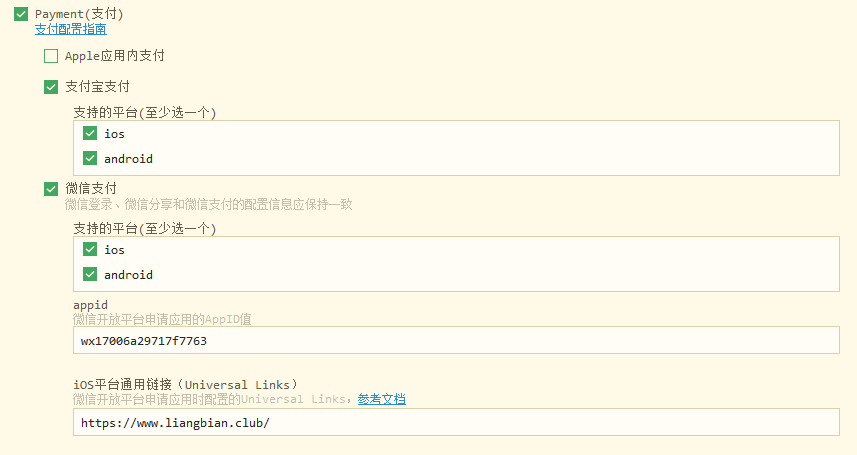 Payment(支付)
支付配置指南
Apple应用内支付
支付宝支付
支持的平台(至少选一个)
ios
android
微信支付
微信登录、微信分享和微信支付的配置信息应保持一致
支持的平台(至少选一个)
ios
android
appid
微信开放平台申请应用的AppID值
wx17006a29717f7763
iOS平台通用链接（Universal Links）
微信开放平台申请应用时配置的Universal Links，参考文档
https://www.liangbian.club/